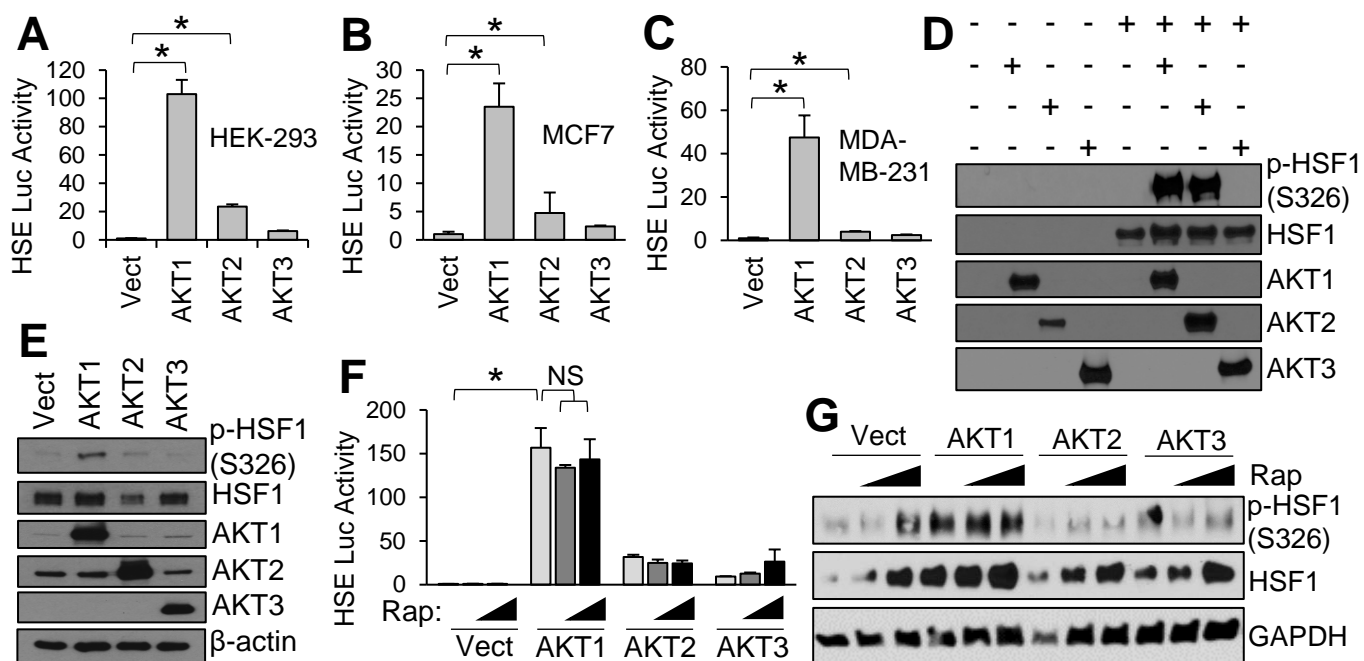 A
HSE Luc Activity
120
100
80
60
40
20
0
*
*
HEK-293
Vect
AKT1
AKT2
AKT3
B
HSE Luc Activity
30
25
20
15
10
5
0
*
*
MCF7
Vect
AKT1
AKT2
AKT3
C
HSE Luc Activity
80
60
40
20
0
*
*
MDA-
MB-231
Vect
AKT1
AKT2
AKT3
D
- - - - + + + +
- + - - - + - -
- - + - - - + -
- - - + - - - +
p-HSF1
(S326)
HSF1
AKT1
AKT2
AKT3
E
Vect
AKT1
AKT2
AKT3
p-HSF1
(S326)
HSF1
AKT1
AKT2
AKT3
β-actin
F
HSE Luc Activity
200
150
100
50
0
*
NS
Rap:
Vect
AKT1
AKT2
AKT3
G
Vect
AKT1
AKT2
AKT3
Rap
p-HSF1
(S326)
HSF1
GAPDH